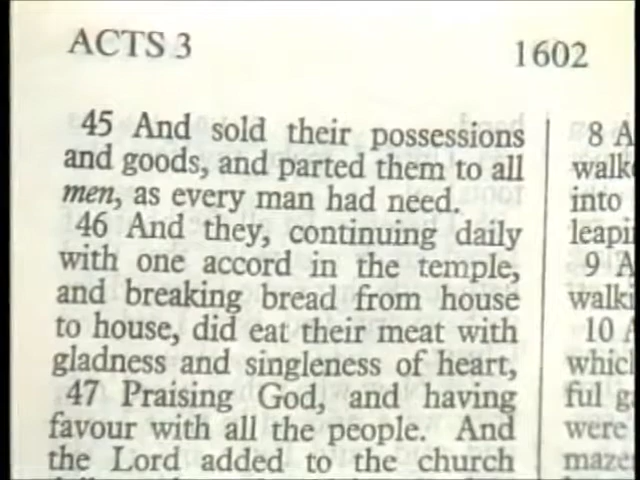 ACTS 3
1602
45 And sold their possessions
and goods, and parted them to all
men, as every man had need.
46 And they, continuing daily
with one accord in the temple,
and breaking bread from house
to house, did eat their meat with
gladness and singleness of heart,
47 Praising God, and having
favour with all the people. And
the Lord added to the church
8 A
walk
into
leapi
9 A
walki
10 A
which
ful g
were
maze